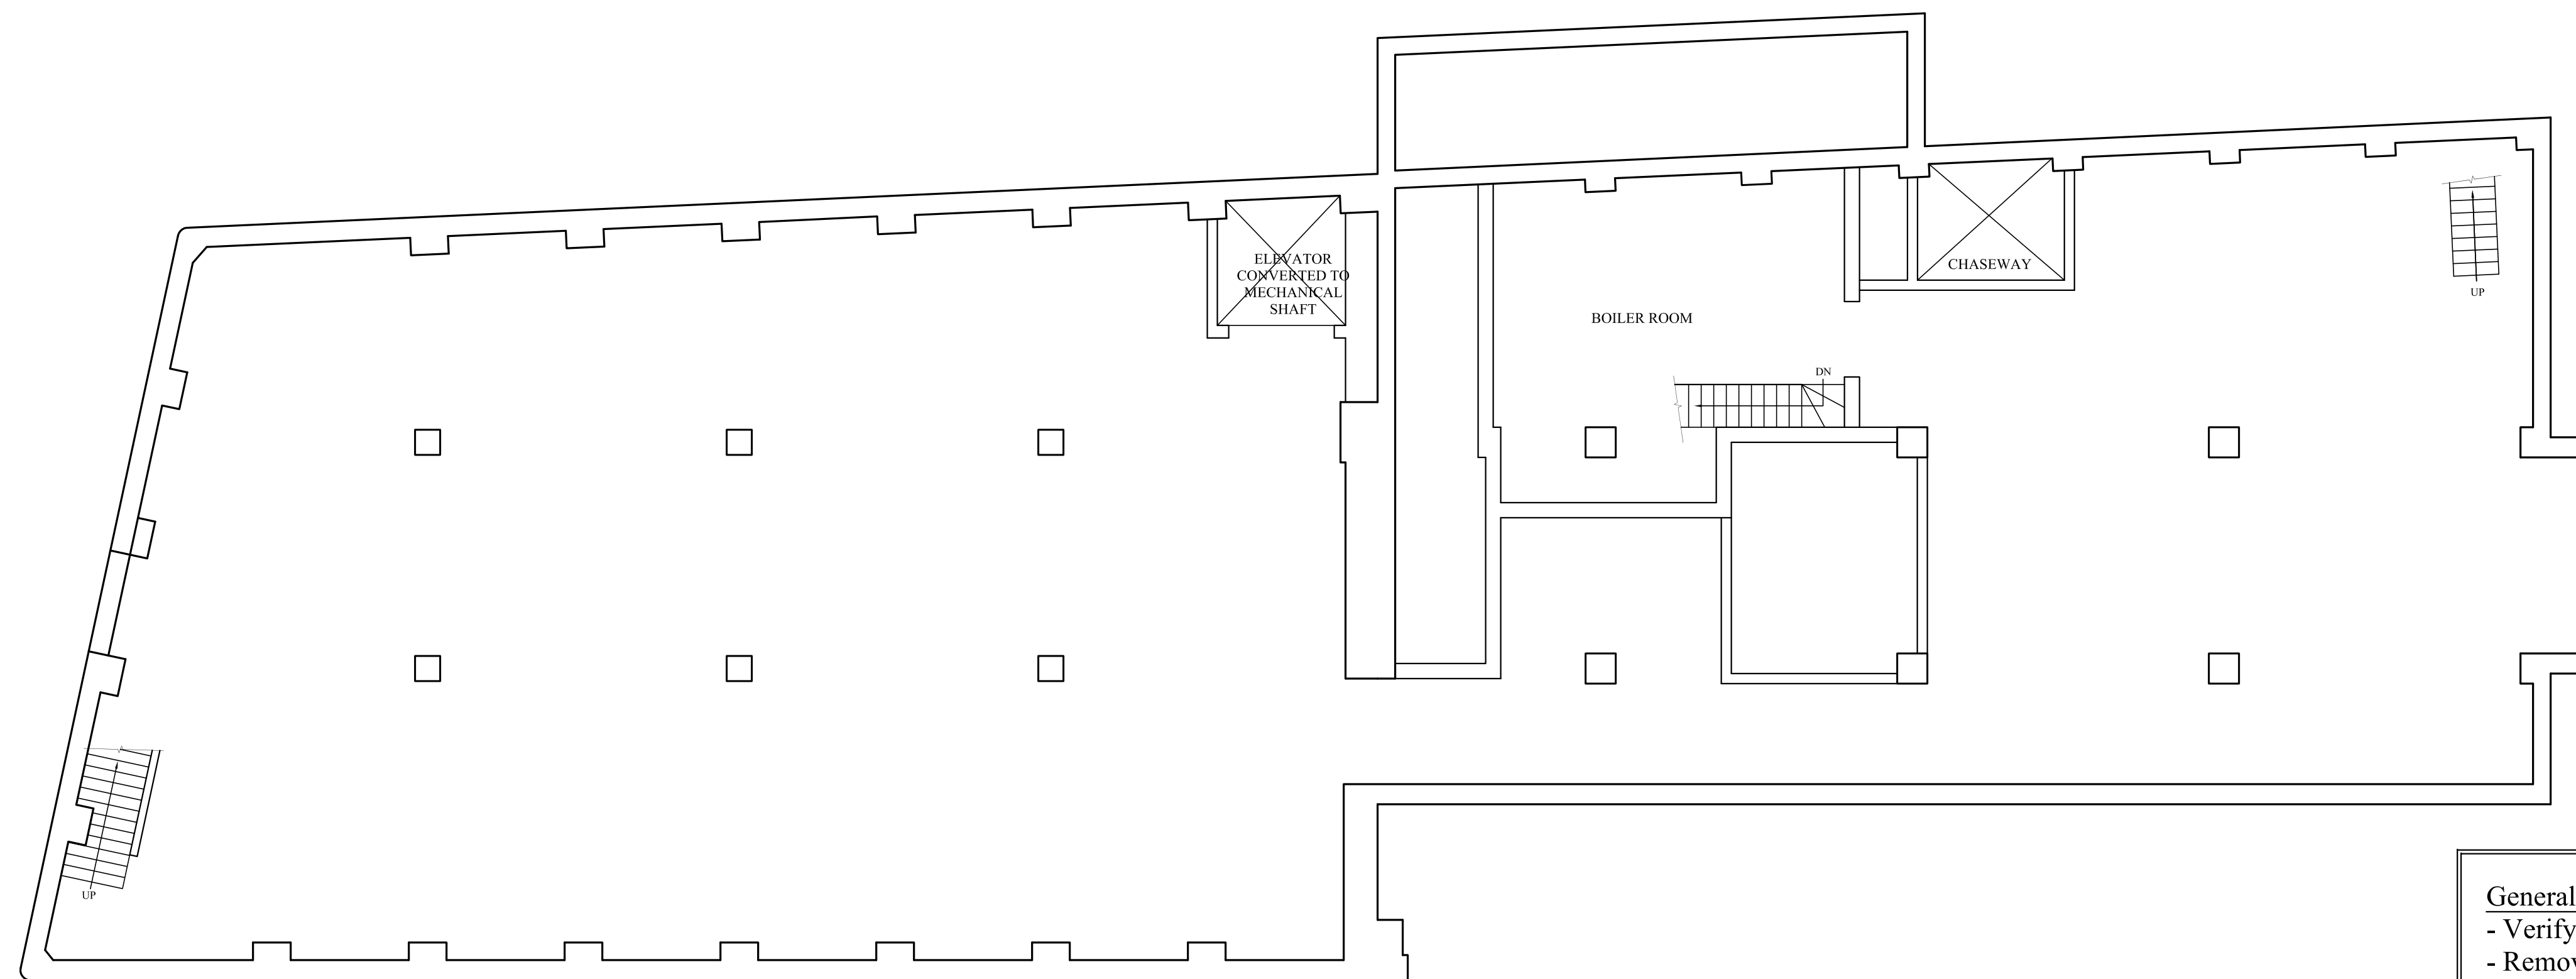 ELEVATOR
CONVERTED TO
MECHANICAL
SHAFT
CHASEWAY
UP
BOILER ROOM
DN
UP
General
- Verify
- Remov